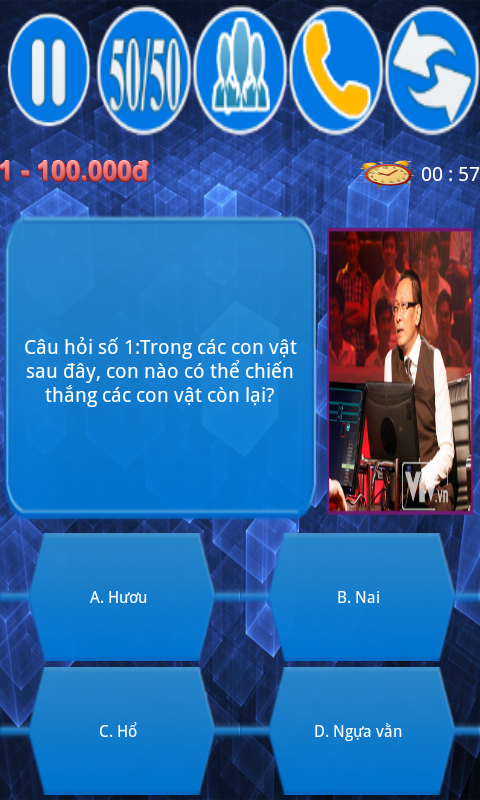 50/50
1 - 100.000đ
00 : 57
Câu hỏi số 1:Trong các con vật
sau đây, con nào có thể chiến
thắng các con vật còn lại?
VTV.vn
A. Hươu
B. Nai
C. Hổ
D. Ngựa vằn